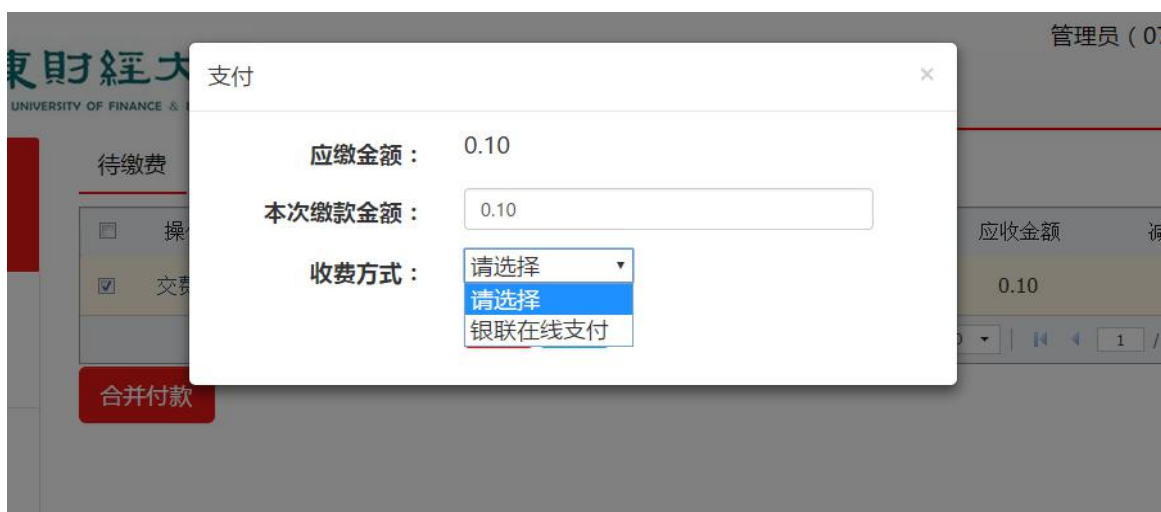 管理员（07
東財經大
UNIVERSITY OF FINANCE &
支付
×
应缴金额： 0.10
待缴费
本次缴款金额： 0.10
应收金额
收费方式： 请选择
请选择
交费
0.10
银联在线支付
1 /
合并付款